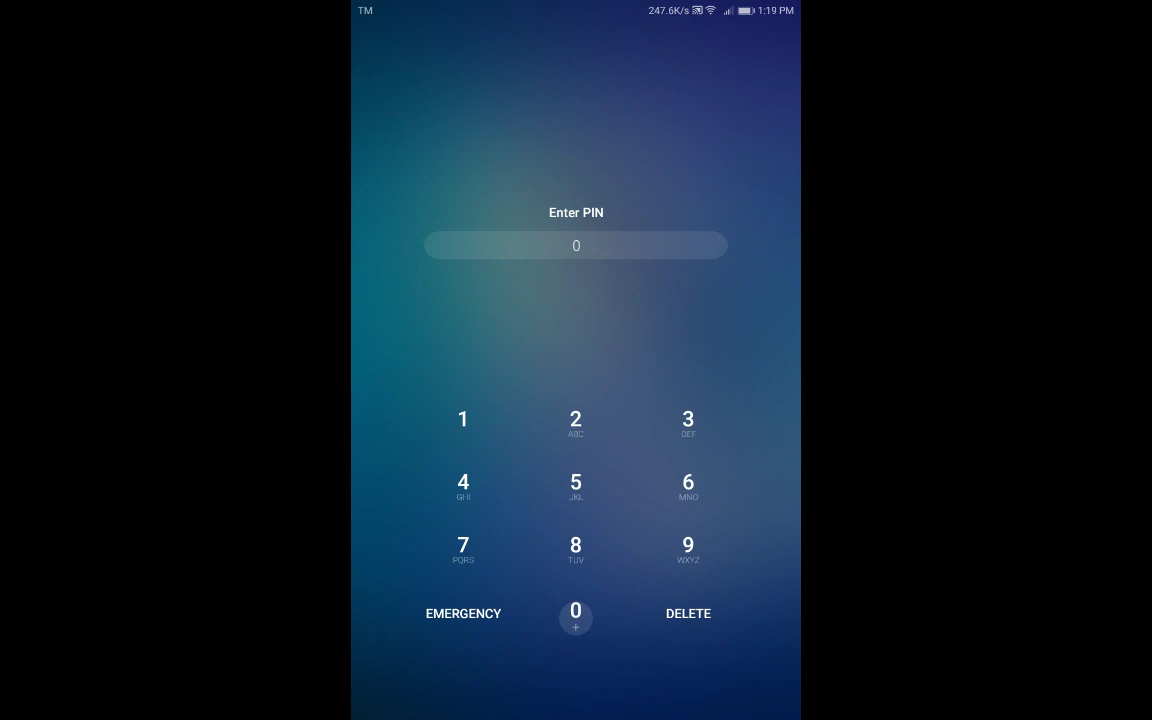 TM 247.6K/s 1:19 PM
Enter PIN
0
1 2 3
ABC DEF
4 5 6
GHI JKL MNO
7 8 9
PQRS TUV WXYZ
EMERGENCY 0 DELETE
+